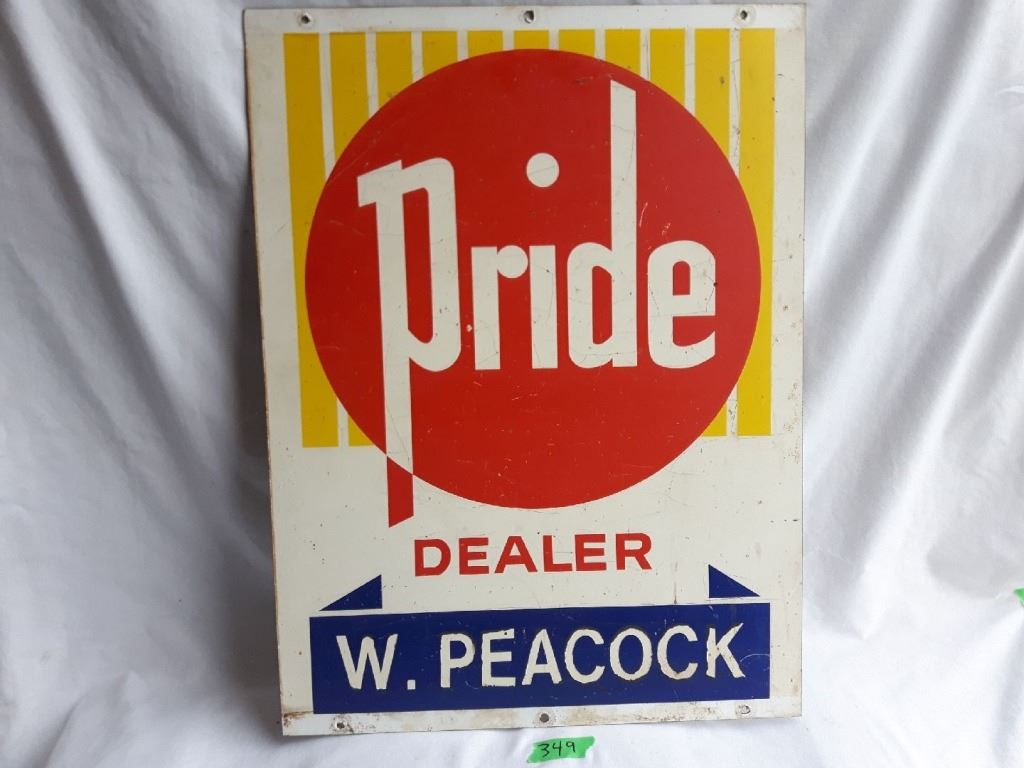 Pride
DEALER
W. PEACOCK
349